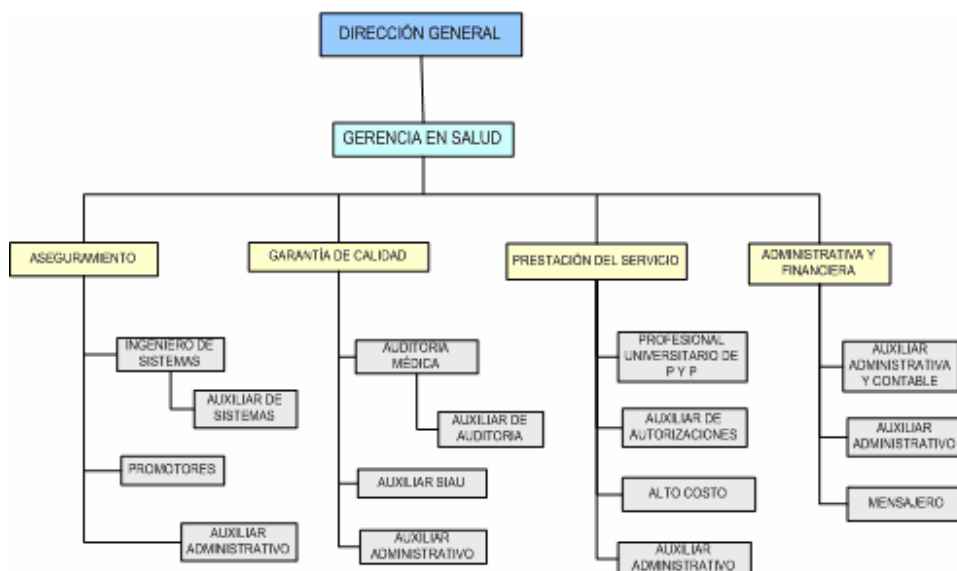 DIRECCIÓN GENERAL
GERENCIA EN SALUD
ASEGURAMIENTO
GARANTÍA DE CALIDAD
PRESTACIÓN DEL SERVICIO
ADMINISTRATIVA Y
FINANCIERA
INGENIERO DE
SISTEMAS
AUXILIAR DE
SISTEMAS
PROMOTORES
AUXILIAR
ADMINISTRATIVO
AUDITORIA
MÉDICA
AUXILIAR DE
AUDITORIA
AUXILIAR SIAU
AUXILIAR
ADMINISTRATIVO
PROFESIONAL
UNIVERSITARIO DE
P Y P
AUXILIAR DE
AUTORIZACIONES
ALTO COSTO
AUXILIAR
ADMINISTRATIVO
AUXILIAR
ADMINISTRATIVA
Y CONTABLE
AUXILIAR
ADMINISTRATIVO
MENSAJERO